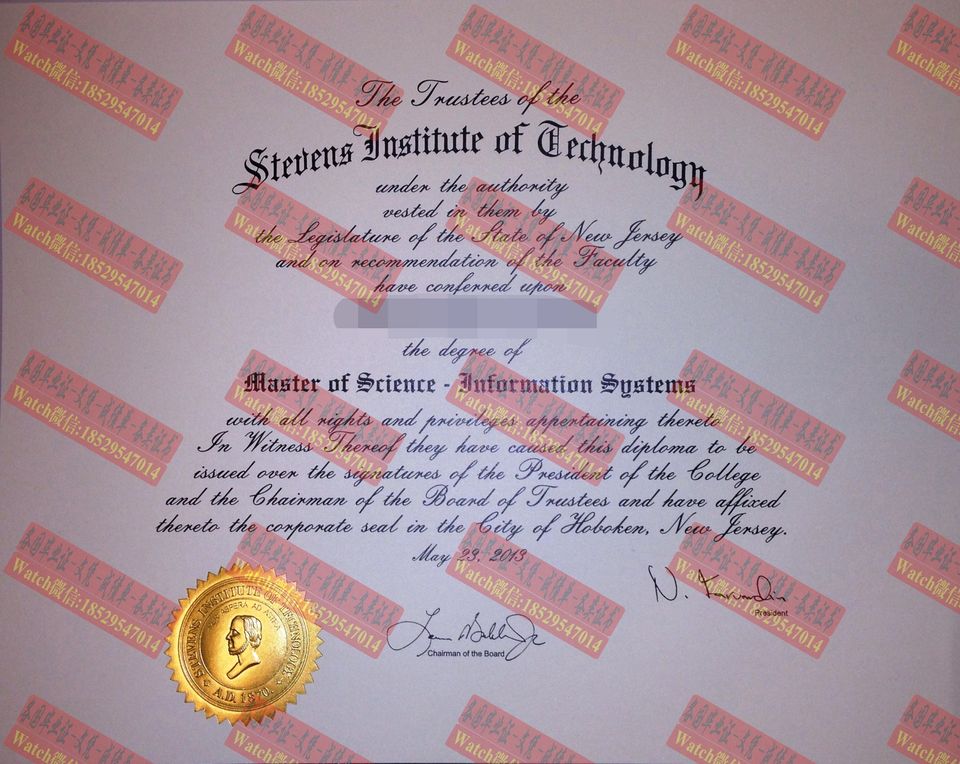 The Trustees of the
Stevens Institute of Technology
under the authority
vested in them by
the Legislature of the State of New Jersey
and on recommendation of the Faculty
have conferred upon
the degree of
Master of Science - Information Systems
with all rights and privileges appertaining thereto
In Witness Thereof they have caused this diploma to be
issued over the signatures of the President of the College
and the Chairman of the Board of Trustees and have affixed
thereto the corporate seal in the City of Hoboken, New Jersey.
May 23, 2013
President
Chairman of the Board
STEVENS INSTITUTE OF TECHNOLOGY
PER ASPERA AD ASTRA
A.D. 1870.
Watch微信:18529547014